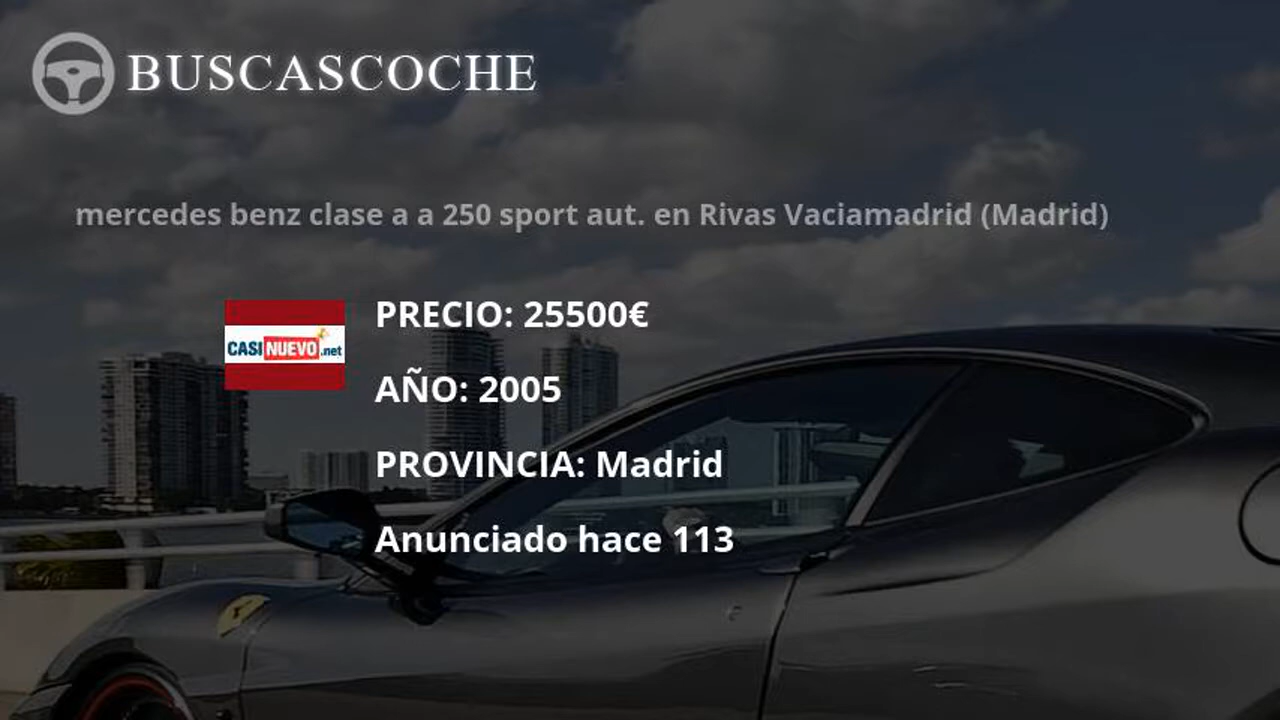 BUSCASCOCHE
mercedes benz clase a a 250 sport aut. en Rivas Vaciamadrid (Madrid)
PRECIO: 25500€
CASINUEVO.net
AÑO: 2005
PROVINCIA: Madrid
Anunciado hace 113